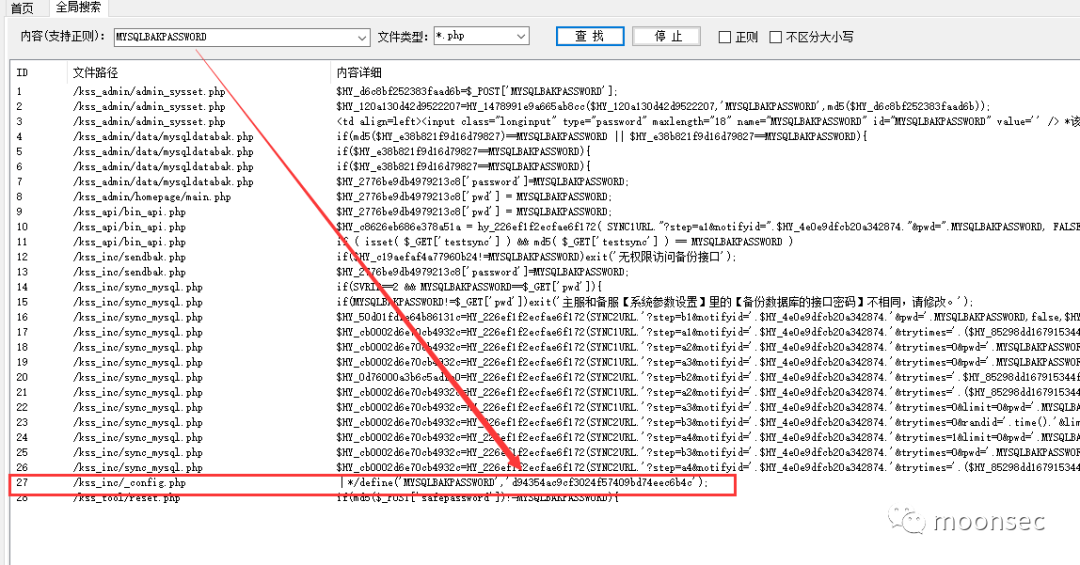 首页 全局搜索
内容(支持正则): MYSQLBAKPASSWORD 文件类型: *.php 查 找 停 止 正则 不区分大小写
ID 文件路径 内容详细
1 /kss_admin/admin_sysset.php $HY_d6c8bf252383faad6b=$_POST['MYSQLBAKPASSWORD'];
2 /kss_admin/admin_sysset.php $HY_120a130d42d9522207=HY_1478991e9a665ab8cc($HY_120a130d42d9522207,'MYSQLBAKPASSWORD',md5($HY_d6c8bf252383faad6b));
3 /kss_admin/admin_sysset.php <td align=left><input class="longinput" type="password" maxlength="18" name="MYSQLBAKPASSWORD" id="MYSQLBAKPASSWORD" value='' /> *该
4 /kss_admin/data/mysqldatabak.php if(md5($HY_e38b821f9d16d79827)==MYSQLBAKPASSWORD || $HY_e38b821f9d16d79827==MYSQLBAKPASSWORD){
5 /kss_admin/data/mysqldatabak.php if($HY_e38b821f9d16d79827==MYSQLBAKPASSWORD){
6 /kss_admin/data/mysqldatabak.php if($HY_e38b821f9d16d79827==MYSQLBAKPASSWORD){
7 /kss_admin/data/mysqldatabak.php $HY_2776be9db4979213c8['password']=MYSQLBAKPASSWORD;
8 /kss_admin/homepage/main.php $HY_2776be9db4979213c8['pwd'] = MYSQLBAKPASSWORD;
9 /kss_api/bin_api.php $HY_2776be9db4979213c8['pwd'] = MYSQLBAKPASSWORD;
10 /kss_api/bin_api.php $HY_c8626eb686e378a51a = hy_226ef1f2ecfae6f172( SYNC1URL."?step=a1&notifyid=".$HY_4e0e9dfcb20a342874."&pwd=".MYSQLBAKPASSWORD, FALSE
11 /kss_api/bin_api.php if ( isset( $_GET['testsync'] ) && md5( $_GET['testsync'] ) == MYSQLBAKPASSWORD )
12 /kss_inc/sendbak.php if($HY_c19aefaf4a77960b24!=MYSQLBAKPASSWORD)exit('无权限访问备份接口');
13 /kss_inc/sendbak.php $HY_2776be9db4979213c8['password']=MYSQLBAKPASSWORD;
14 /kss_inc/sync_mysql.php if(SVRID==2 && MYSQLBAKPASSWORD==$_GET['pwd']){
15 /kss_inc/sync_mysql.php if(MYSQLBAKPASSWORD!=$_GET['pwd'])exit('主服和备服【系统参数设置】里的【备份数据库的接口密码】不相同，请修改。');
16 /kss_inc/sync_mysql.php =HY_226ef1f2ecfae6f172(SYNC2URL.'?step=b1&notifyid='.$HY_4e0e9dfcb20a342874.'&pwd='.MYSQLBAKPASSWORD,false,$HY
17 /kss_inc/sync_mysql.php $HY_cb0002d6e70cb4932c=HY_226ef1f2ecfae6f172(SYNC1URL.'?step=a1&notifyid='.$HY_4e0e9dfcb20a342874.'&trytimes='.($HY_85298dd167915344
18 /kss_inc/sync_mysql.php $HY_cb0002d6e70cb4932c=HY_226ef1f2ecfae6f172(SYNC1URL.'?step=a2&notifyid='.$HY_4e0e9dfcb20a342874.'&trytimes=0&pwd='.MYSQLBAKPASSWOR
19 /kss_inc/sync_mysql.php $HY_cb0002d6e70cb4932c=HY_226ef1f2ecfae6f172(SYNC1URL.'?step=a3&notifyid='.$HY_4e0e9dfcb20a342874.'&trytimes=0&pwd='.MYSQLBAKPASSWOR
20 /kss_inc/sync_mysql.php =HY_226ef1f2ecfae6f172(SYNC2URL.'?step=b2&notifyid='.$HY_4e0e9dfcb20a342874.'&trytimes='.$HY_85298dd167915344f
21 /kss_inc/sync_mysql.php $HY_cb0002d6e70cb4932c=HY_226ef1f2ecfae6f172(SYNC1URL.'?step=a2&notifyid='.$HY_4e0e9dfcb20a342874.'&trytimes='.($HY_85298dd167915344
22 /kss_inc/sync_mysql.php $HY_cb0002d6e70cb4932c=HY_226ef1f2ecfae6f172(SYNC1URL.'?step=a3&notifyid='.$HY_4e0e9dfcb20a342874.'&trytimes=0&limit=0&pwd='.MYSQLBA
23 /kss_inc/sync_mysql.php $HY_cb0002d6e70cb4932c=HY_226ef1f2ecfae6f172(SYNC2URL.'?step=b3&notifyid='.$HY_4e0e9dfcb20a342874.'&trytimes=0&randid='.time().'&lim
24 /kss_inc/sync_mysql.php $HY_cb0002d6e70cb4932c=HY_226ef1f2ecfae6f172(SYNC2URL.'?step=a4&notifyid='.$HY_4e0e9dfcb20a342874.'&trytimes=1&limit=0&pwd='.MYSQLBA
25 /kss_inc/sync_mysql.php $HY_cb0002d6e70cb4932c=HY_226ef1f2ecfae6f172(SYNC2URL.'?step=b3&notifyid='.$HY_4e0e9dfcb20a342874.'&trytimes=0&pwd='.MYSQLBAKPASSWOR
26 /kss_inc/sync_mysql.php $HY_cb0002d6e70cb4932c=HY_226ef1f2ecfae6f172(SYNC2URL.'?step=a4&notifyid='.$HY_4e0e9dfcb20a342874.'&trytimes='.($HY_85298dd167915344
27 /kss_inc/_config.php |*/define('MYSQLBAKPASSWORD','d94354ac9cf3024f57409bd74eec6b4c');
28 /kss_tool/reset.php if(md5($_POST['safepassword'])!=MYSQLBAKPASSWORD){
moonsec